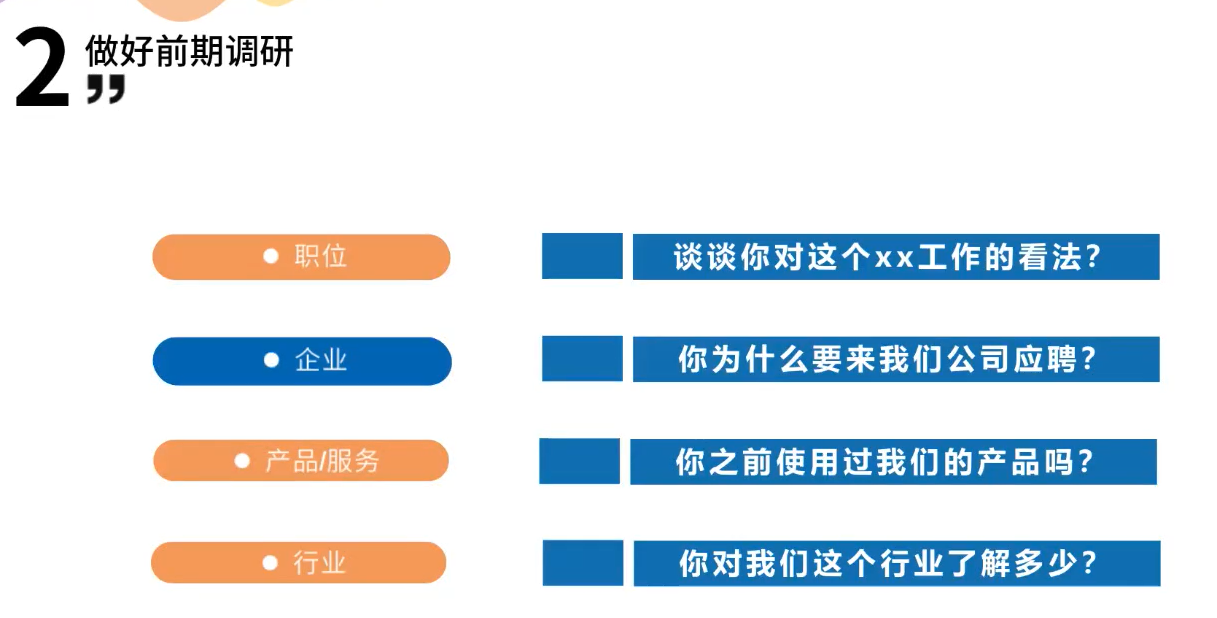 2 做好前期调研
”
职位 谈谈你对这个xx工作的看法？
企业 你为什么要来我们公司应聘？
产品/服务 你之前使用过我们的产品吗？
行业 你对我们这个行业了解多少？